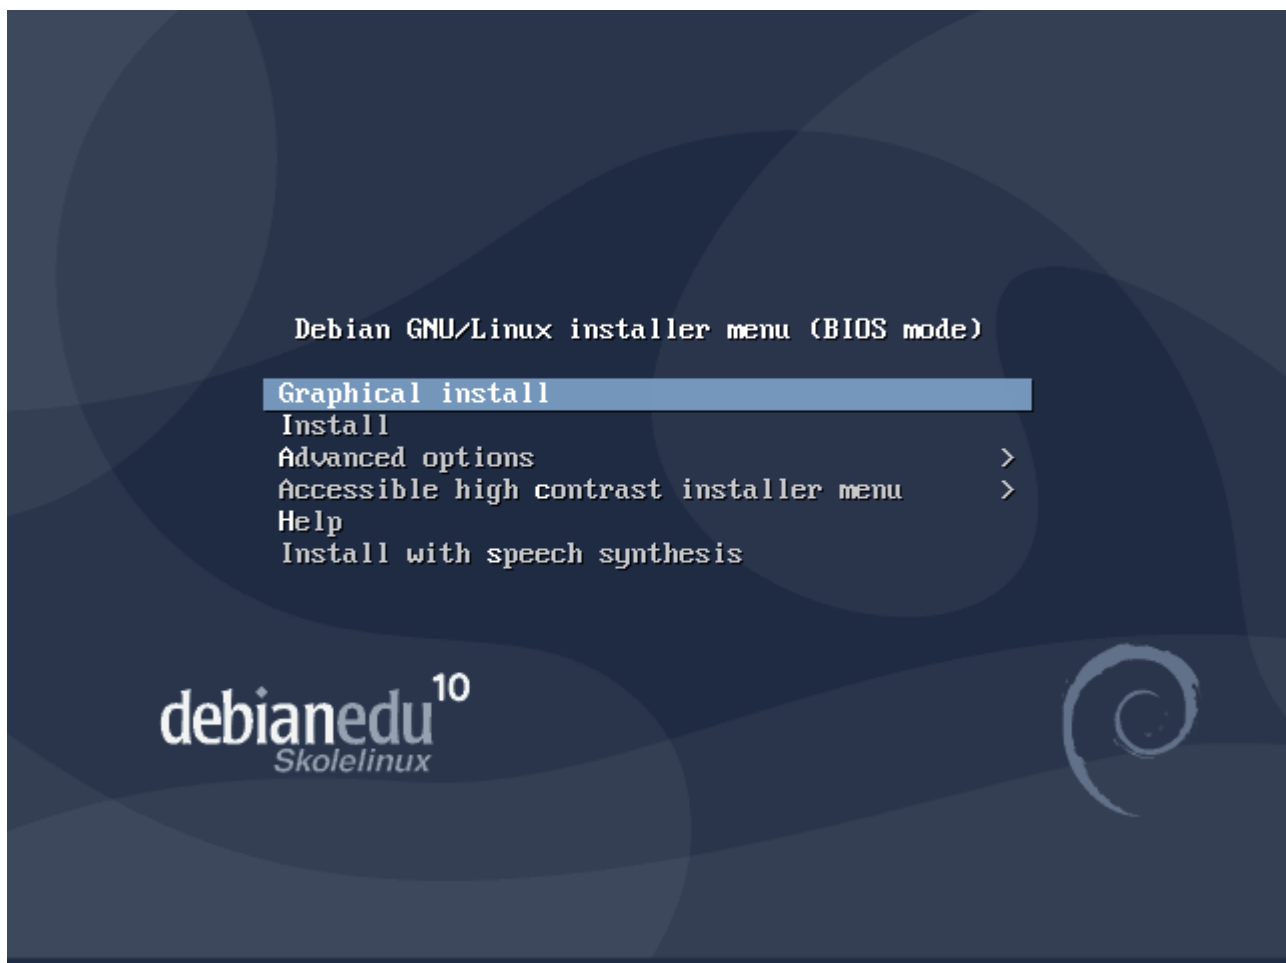 Debian GNU/Linux installer menu (BIOS mode)
Graphical install
Install
Advanced options >
Accessible high contrast installer menu >
Help
Install with speech synthesis
debianedu 10
Skolelinux